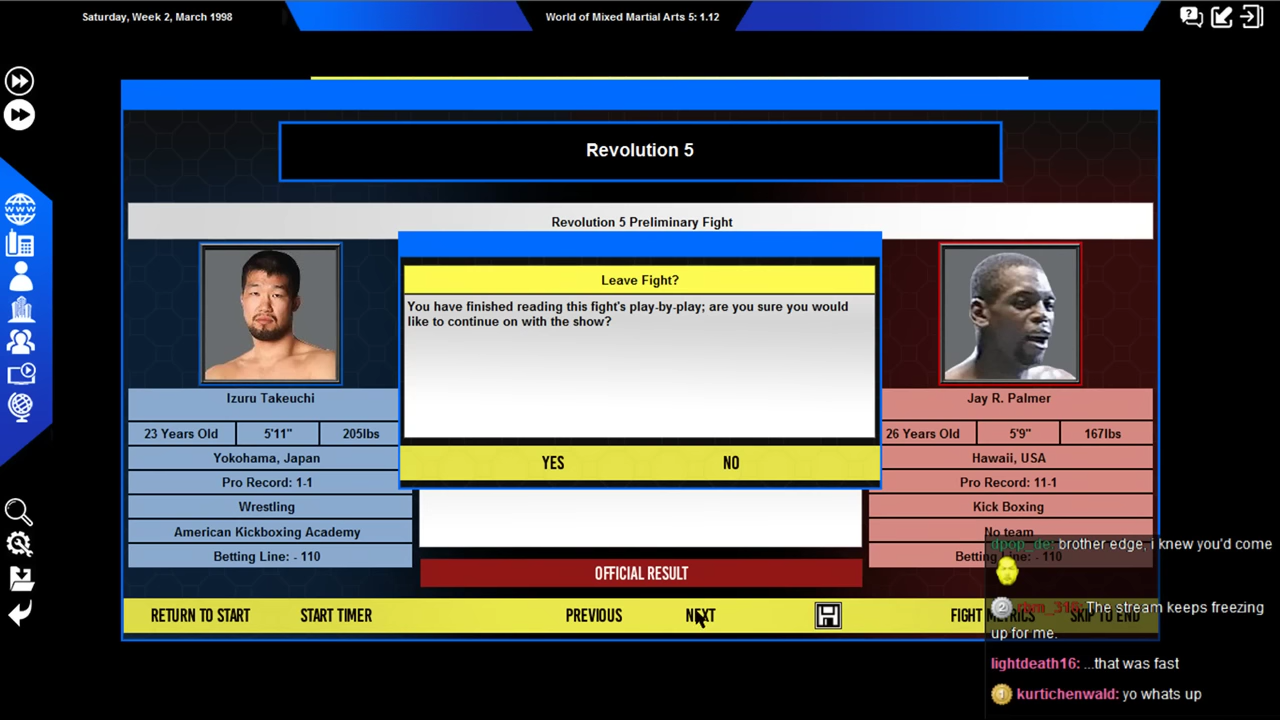 Saturday, Week 2, March 1998
World of Mixed Martial Arts 5: 1.12
Revolution 5
Revolution 5 Preliminary Fight
Leave Fight?
You have finished reading this fight's play-by-play; are you sure you would
like to continue on with the show?
YES NO
Izuru Takeuchi
23 Years Old 5'11" 205lbs
Yokohama, Japan
Pro Record: 1-1
Wrestling
American Kickboxing Academy
Betting Line: - 110
Jay R. Palmer
26 Years Old 5'9" 167lbs
Hawaii, USA
Pro Record: 11-1
Kick Boxing
No team
Betting Line: - 110
OFFICIAL RESULT
RETURN TO START START TIMER PREVIOUS NEXT FIGHT METRICS SKIP TO END
dpop_de: brother edge, i knew you'd come
: The stream keeps freezing
up for me.
lightdeath16: ...that was fast
kurtichenwald: yo whats up
WWW